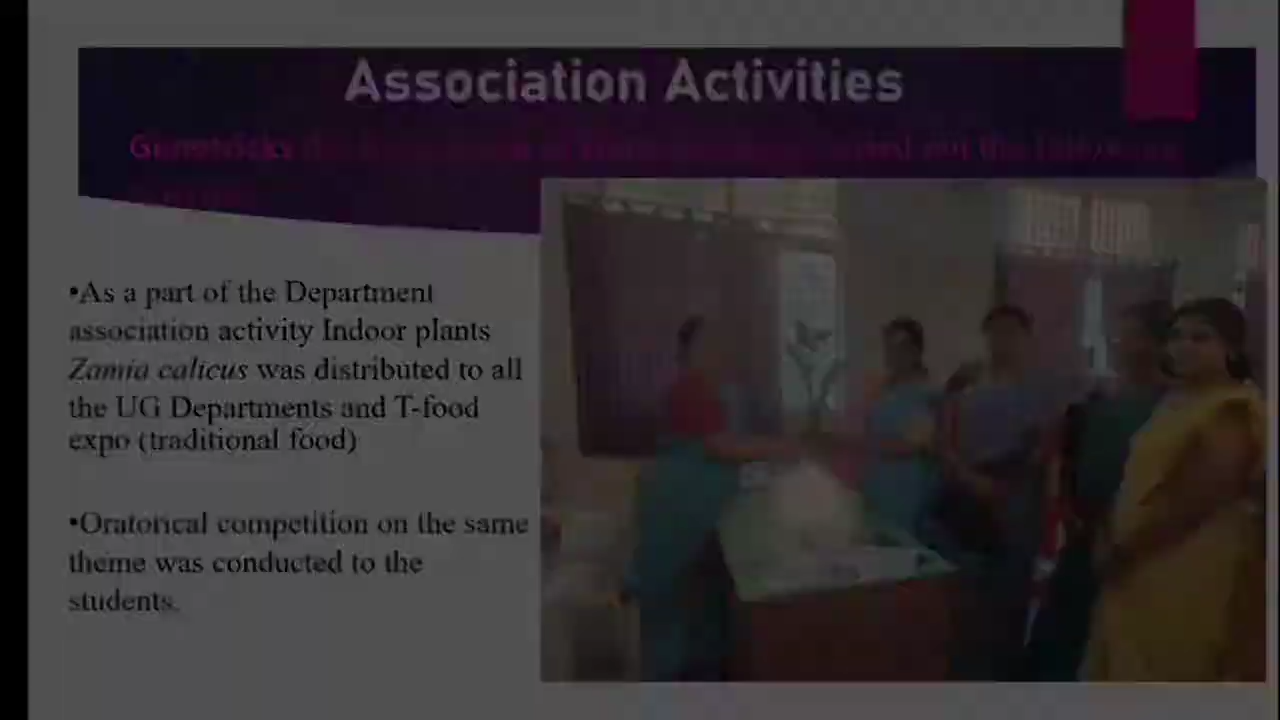 Association Activities
•As a part of the Department
association activity Indoor plants
Zamia calicus was distributed to all
the UG Departments and T-food
expo (traditional food)
•Oratorical competition on the same
theme was conducted to the
students.